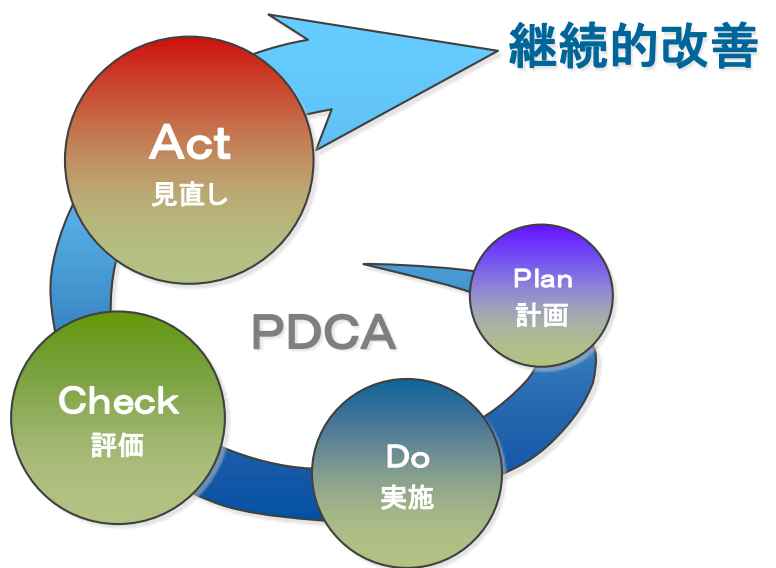 継続的改善
Act
見直し
Plan
計画
PDCA
Check
評価
Do
実施